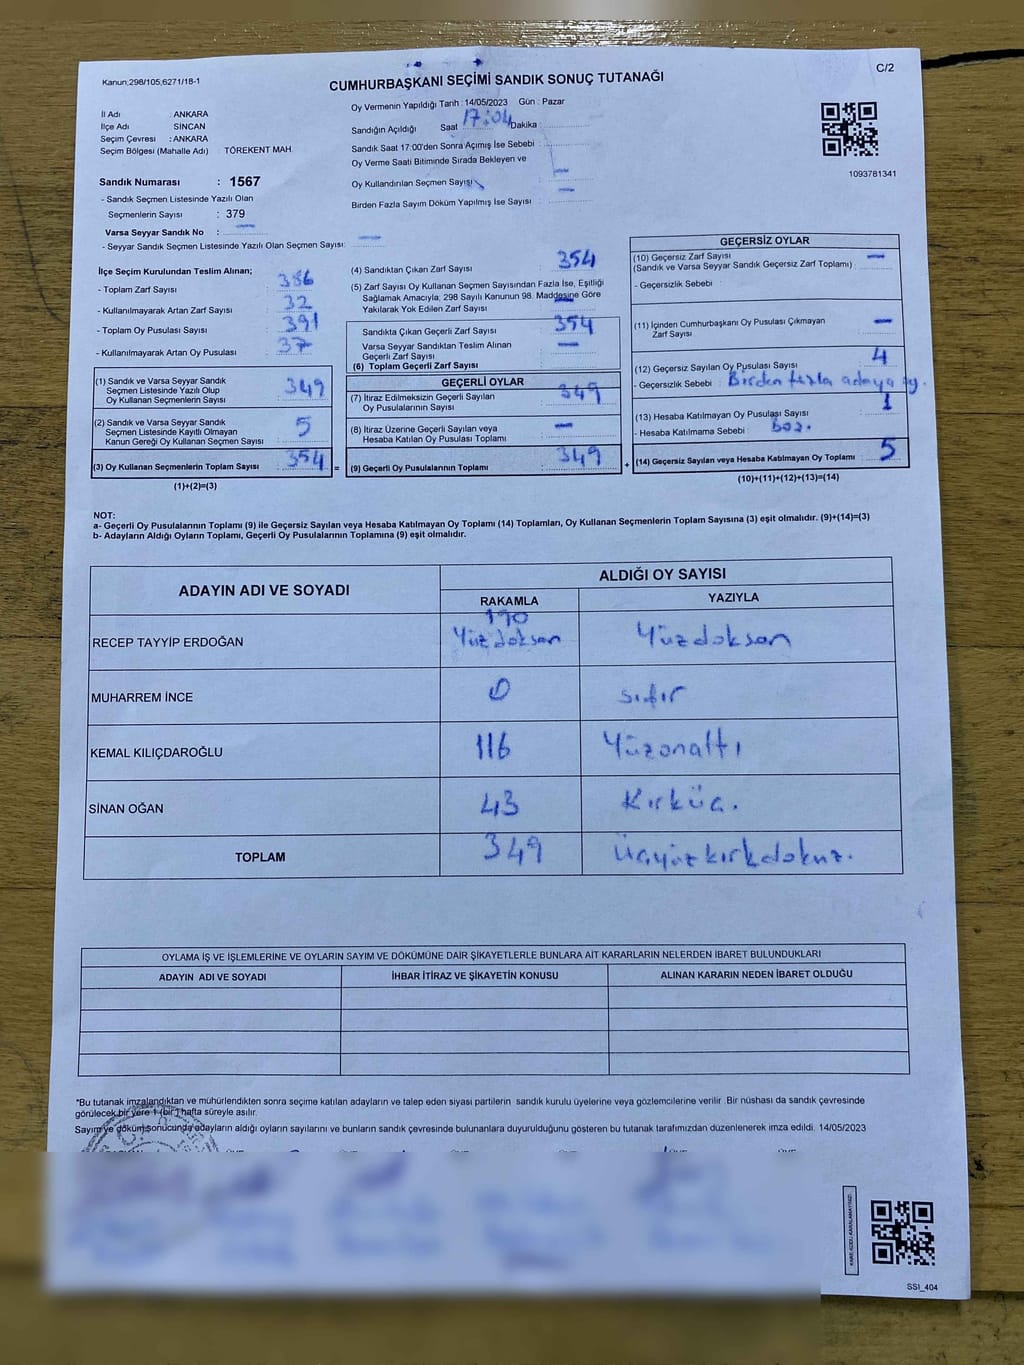 Kanun,298/105,6271/18-1
C/2
CUMHURBAŞKANI SEÇİMİ SANDIK SONUÇ TUTANAĞI
İl Adı : ANKARA
İlçe Adı SİNCAN
Seçim Çevresi : ANKARA
Seçim Bölgesi (Mahalle Adı) TÖREKENT MAH.
Sandık Numarası : 1567
- Sandık Seçmen Listesinde Yazılı Olan
Seçmenlerin Sayısı : 379
Varsa Seyyar Sandık No : —
- Seyyar Sandık Seçmen Listesinde Yazılı Olan Seçmen Sayısı: —
Oy Vermenin Yapıldığı Tarih : 14/05/2023 Gün : Pazar
Sandığın Açıldığı Saat 17:04 Dakika :
Sandık Saat 17:00'den Sonra Açımış İse Sebebi :
Oy Verme Saati Bitiminde Sırada Bekleyen ve
Oy Kullandırılan Seçmen Sayısı —
Birden Fazla Sayım Döküm Yapılmış İse Sayısı : —
1093781341
İlçe Seçim Kurulundan Teslim Alınan;
- Toplam Zarf Sayısı : 386
- Kullanılmayarak Artan Zarf Sayısı : 32
- Toplam Oy Pusulası Sayısı : 391
- Kullanılmayarak Artan Oy Pusulası : 37
(1) Sandık ve Varsa Seyyar Sandık
Seçmen Listesinde Yazılı Olup
Oy Kullanan Seçmenlerin Sayısı : 349
(2) Sandık ve Varsa Seyyar Sandık
Seçmen Listesinde Kayıtlı Olmayan
Kanun Gereği Oy Kullanan Seçmen Sayısı : 5
(3) Oy Kullanan Seçmenlerin Toplam Sayısı : 354 =
(1)+(2)=(3)
(4) Sandıktan Çıkan Zarf Sayısı : 354
(5) Zarf Sayısı Oy Kullanan Seçmen Sayısından Fazla İse, Eşitliği
Sağlamak Amacıyla, 298 Sayılı Kanunun 98. Maddesine Göre
Yakılarak Yok Edilen Zarf Sayısı : —
Sandıkta Çıkan Geçerli Zarf Sayısı : 354
Varsa Seyyar Sandıktan Teslim Alınan
Geçerli Zarf Sayısı : —
(6) Toplam Geçerli Zarf Sayısı
GEÇERLİ OYLAR
(7) İtiraz Edilmeksizin Geçerli Sayılan
Oy Pusulalarının Sayısı : 349
(8) İtiraz Üzerine Geçerli Sayılan veya
Hesaba Katılan Oy Pusulası Toplamı : —
(9) Geçerli Oy Pusulalarının Toplamı : 349 +
GEÇERSİZ OYLAR
(10) Geçersiz Zarf Sayısı
(Sandık ve Varsa Seyyar Sandık Geçersiz Zarf Toplamı) : —
- Geçersizlik Sebebi :
(11) İçinden Cumhurbaşkanı Oy Pusulası Çıkmayan
Zarf Sayısı : —
(12) Geçersiz Sayılan Oy Pusulası Sayısı : 4
- Geçersizlik Sebebi : Birden fazla adaya oy.
(13) Hesaba Katılmayan Oy Pusulası Sayısı : 1
- Hesaba Katılmama Sebebi : boş.
(14) Geçersiz Sayılan veya Hesaba Katılmayan Oy Toplamı : 5
(10)+(11)+(12)+(13)=(14)
NOT:
a- Geçerli Oy Pusulalarının Toplamı (9) ile Geçersiz Sayılan veya Hesaba Katılmayan Oy Toplamı (14) Toplamları, Oy Kullanan Seçmenlerin Toplam Sayısına (3) eşit olmalıdır. (9)+(14)=(3)
b- Adayların Aldığı Oyların Toplamı, Geçerli Oy Pusulalarının Toplamına (9) eşit olmalıdır.
ADAYIN ADI VE SOYADI ALDIĞI OY SAYISI
RAKAMLA YAZIYLA
190
RECEP TAYYİP ERDOĞAN Yüzdoksan Yüzdoksan
MUHARREM İNCE 0 sıfır
KEMAL KILIÇDAROĞLU 116 Yüzonaltı
SİNAN OĞAN 43 Kırküç.
TOPLAM 349 Üçyüzkırkdokuz.
OYLAMA İŞ VE İŞLEMLERİNE VE OYLARIN SAYIM VE DÖKÜMÜNE DAİR ŞİKAYETLERLE BUNLARA AİT KARARLARIN NELERDEN İBARET BULUNDUKLARI
ADAYIN ADI VE SOYADI İHBAR İTİRAZ VE ŞİKAYETİN KONUSU ALINAN KARARIN NEDEN İBARET OLDUĞU
*Bu tutanak imzalandıktan ve mühürlendikten sonra seçime katılan adayların ve talep eden siyasi partilerin sandık kurulu üyelerine veya gözlemcilerine verilir. Bir nüshası da sandık çevresinde
görülecek bir yere 1 (bir) hafta süreyle asılır.
Sayım ve döküm sonucunda adayların aldığı oyların sayılarını ve bunların sandık çevresinde bulunanlara duyurulduğunu gösteren bu tutanak tarafımızdan düzenlenerek imza edildi. 14/05/2023
SSI_404